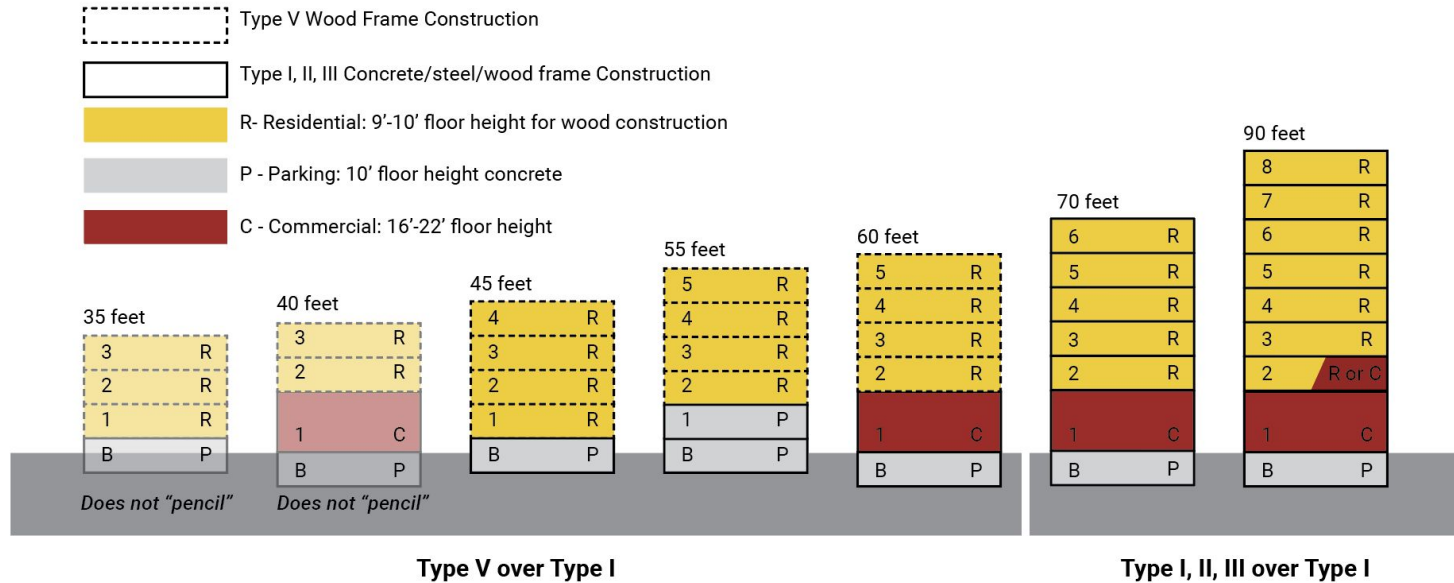 Type V Wood Frame Construction
Type I, II, III Concrete/steel/wood frame Construction
R- Residential: 9’-10’ floor height for wood construction
P - Parking: 10’ floor height concrete
C - Commercial: 16’-22’ floor height
35 feet
3 R
2 R
1 R
B P
Does not “pencil”
40 feet
3 R
2 R
1 C
B P
Does not “pencil”
45 feet
4 R
3 R
2 R
1 R
B P
55 feet
5 R
4 R
3 R
2 R
1 P
B P
60 feet
5 R
4 R
3 R
2 R
1 C
B P
70 feet
6 R
5 R
4 R
3 R
2 R
1 C
B P
90 feet
8 R
7 R
6 R
5 R
4 R
3 R
2 R or C
1 C
B P
Type V over Type I
Type I, II, III over Type I